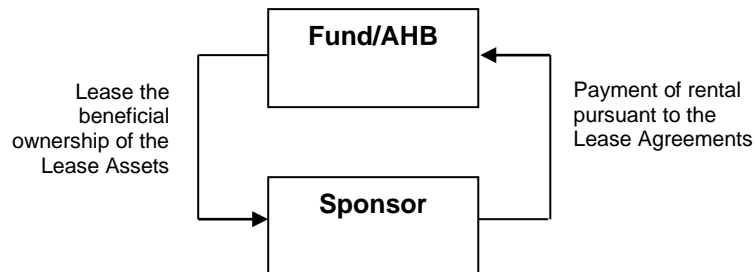 Fund/AHB
Lease the
beneficial
ownership of the
Lease Assets
Payment of rental
pursuant to the
Lease Agreements
Sponsor